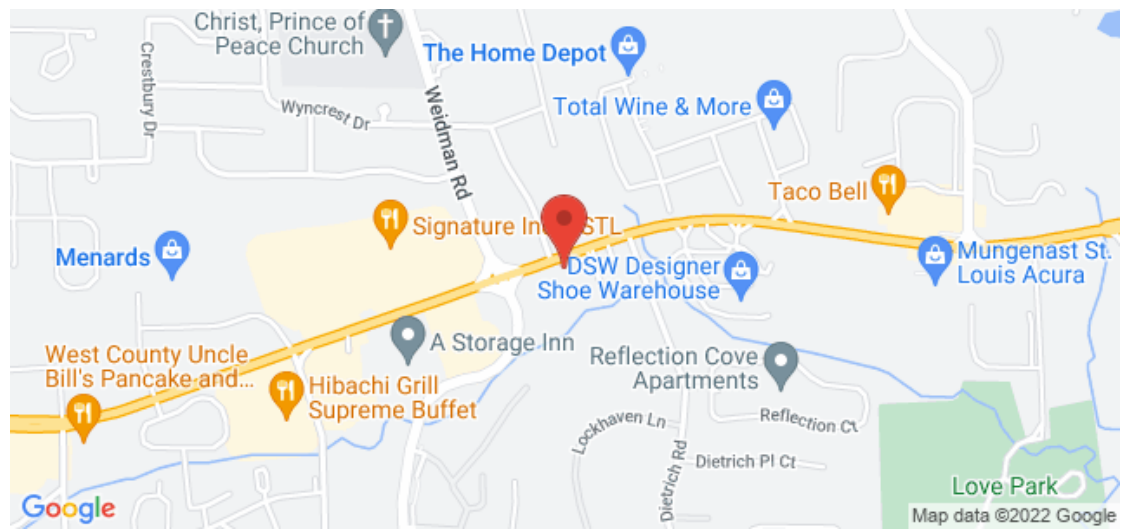 Christ, Prince of
Peace Church
Crestbury Dr
Wyncrest Dr
Weidman Rd
The Home Depot
Total Wine & More
Taco Bell
Signature In
STL
Menards
DSW Designer
Shoe Warehouse
Mungenast St.
Louis Acura
A Storage Inn
West County Uncle
Bill's Pancake and...
Hibachi Grill
Supreme Buffet
Reflection Cove
Apartments
Reflection Ct
Lockhaven Ln
Dietrich Rd
Dietrich Pl Ct
Love Park
Google
Map data ©2022 Google